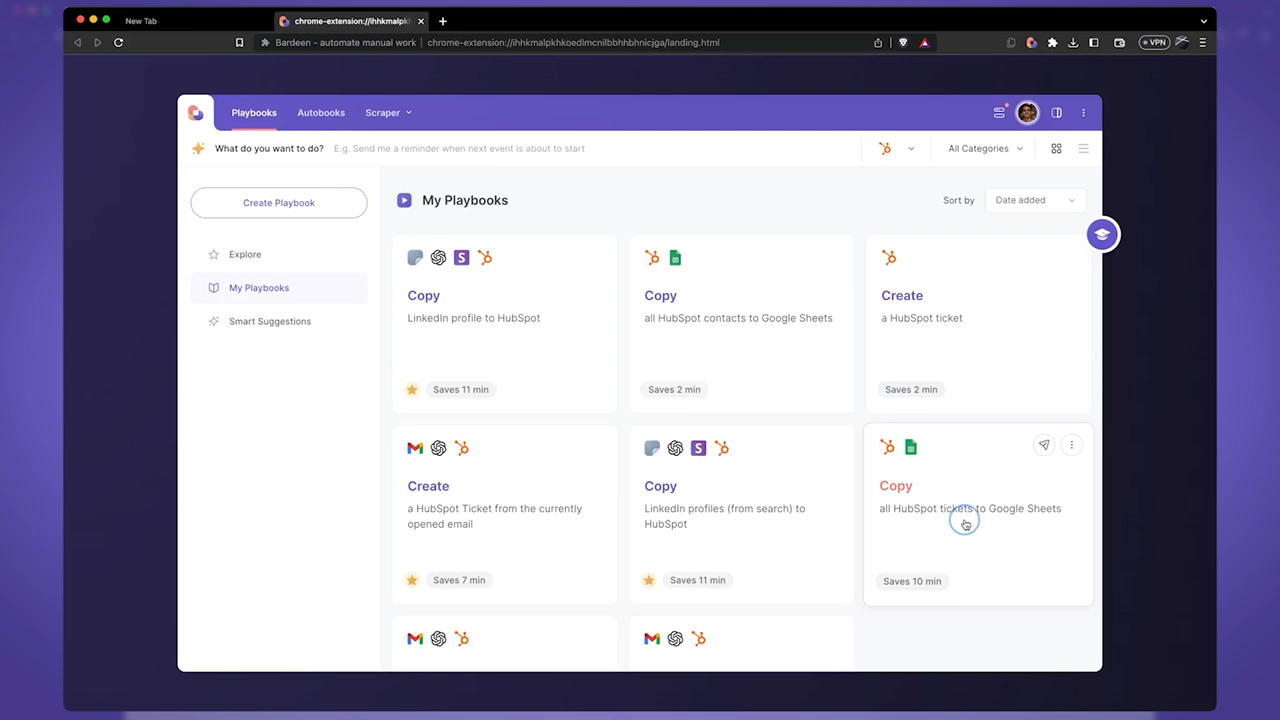 New Tab
chrome-extension://ihhkmalpkh
Bardeen - automate manual work
chrome-extension://ihhkmalpkhkoedlmcnilbbhhbhnicjga/landing.html
VPN
Playbooks
Autobooks
Scraper
What do you want to do?
E.g. Send me a reminder when next event is about to start
All Categories
Create Playbook
Explore
My Playbooks
Smart Suggestions
My Playbooks
Sort by
Date added
S
Copy
LinkedIn profile to HubSpot
Saves 11 min
Copy
all HubSpot contacts to Google Sheets
Saves 2 min
Create
a HubSpot ticket
Saves 2 min
Create
a HubSpot Ticket from the currently
opened email
Saves 7 min
S
Copy
LinkedIn profiles (from search) to
HubSpot
Saves 11 min
Copy
all HubSpot tickets to Google Sheets
Saves 10 min